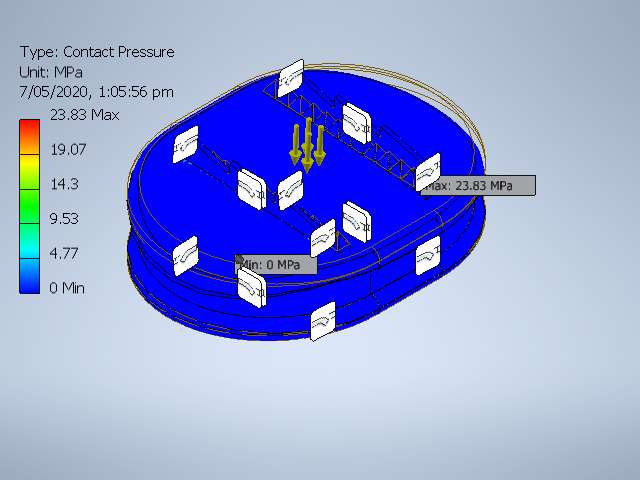 Type: Contact Pressure
Unit: MPa
7/05/2020, 1:05:56 pm
23.83 Max
19.07
14.3
9.53
4.77
0 Min
Max: 23.83 MPa
Min: 0 MPa